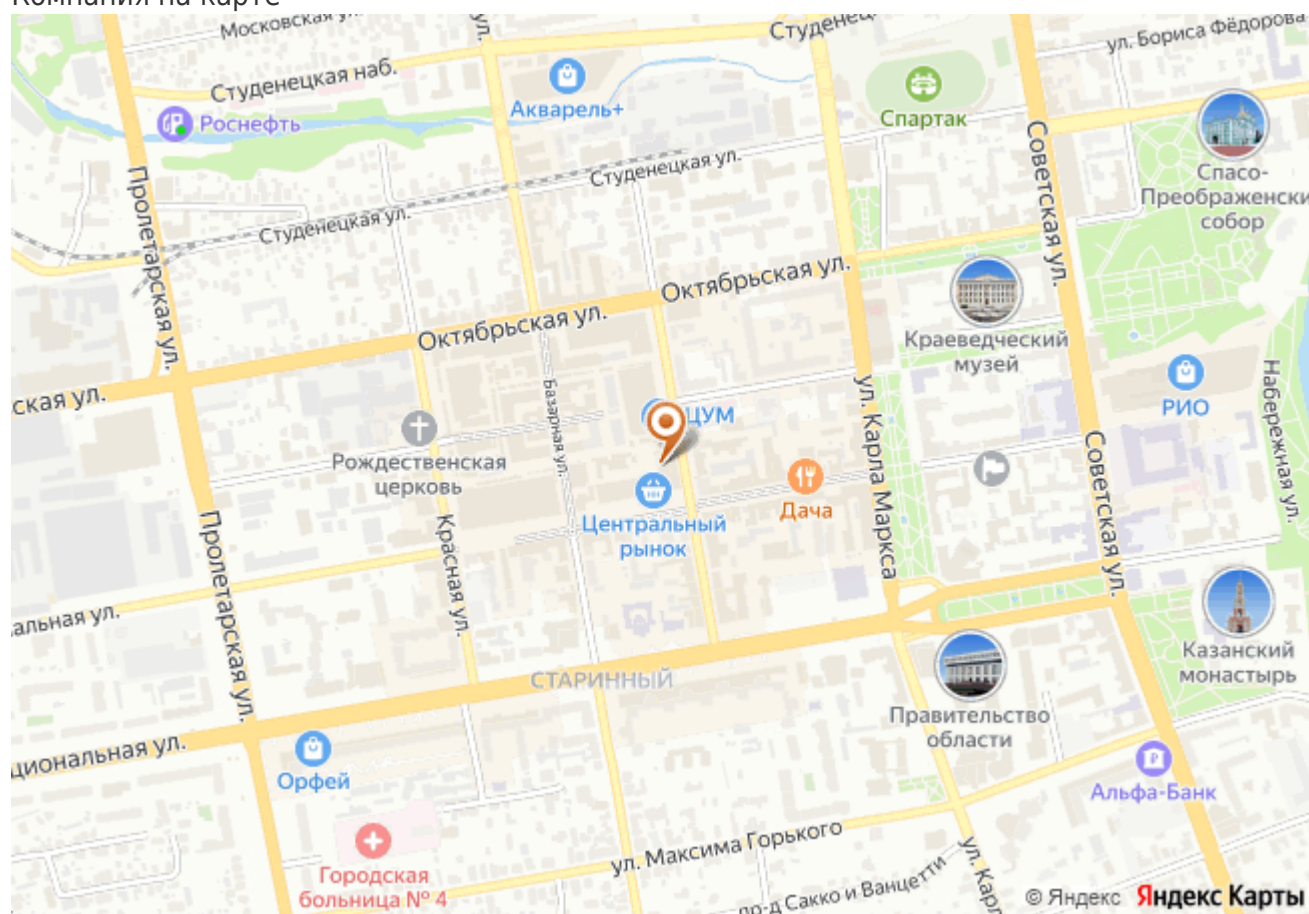 Компания на карте
Московская ул.
ул.
Студенец
ул. Бориса Фёдорова
Студенецкая наб.
Акварель+
Роснефть
Спартак
Советская ул.
Спасо-
Преображенски
собор
Студенецкая ул.
Пролетарская ул.
Студенецкая ул.
Октябрьская ул.
Октябрьская ул.
Краеведческий
музей
ская ул.
Базарная ул.
ЦУМ
ул. Карла Маркса
РИО
Набережная ул.
Рождественская
церковь
Дача
Советская ул.
Центральный
рынок
Пролетарская ул.
Красная ул.
альная ул.
Казанский
монастырь
СТАРИННЫЙ
Правительство
области
циональная ул.
Орфей
Альфа-Банк
ул. Максима Горького
Городская
больница № 4
пр-д Сакко и Ванцетти
ул. Карл
© Яндекс Яндекс Карты